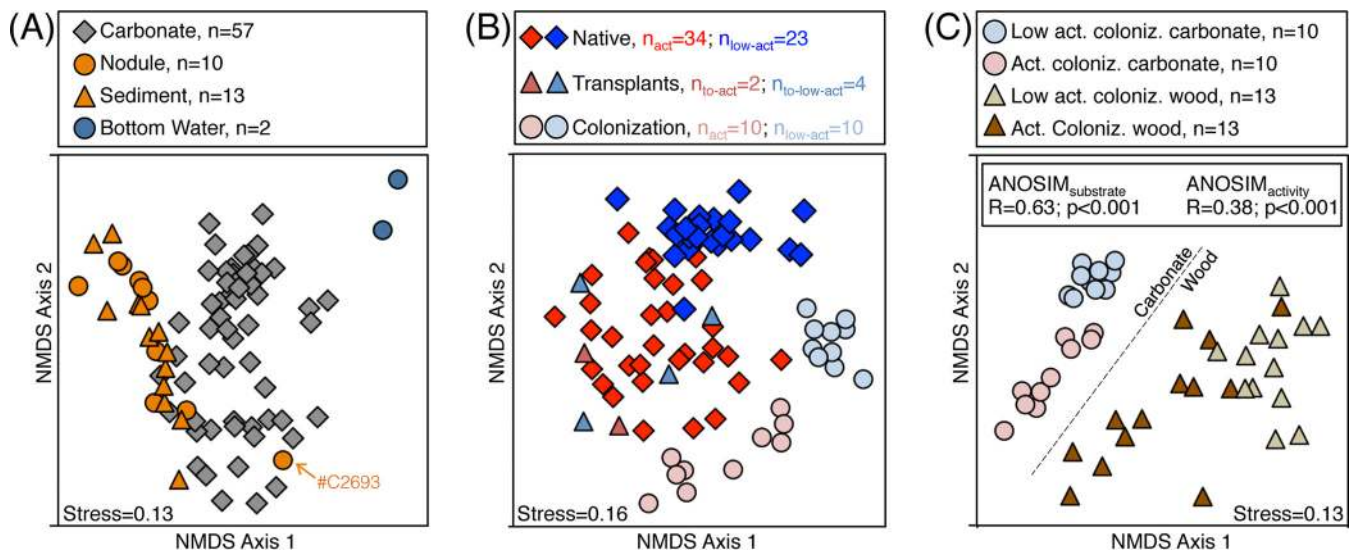 (A)
Carbonate, n=57
Nodule, n=10
Sediment, n=13
Bottom Water, n=2
NMDS Axis 2
#C2693
Stress=0.13
NMDS Axis 1
(B)
Native, nact=34; nlow-act=23
Transplants, nto-act=2; nto-low-act=4
Colonization, nact=10; nlow-act=10
NMDS Axis 2
Stress=0.16
NMDS Axis 1
(C)
Low act. coloniz. carbonate, n=10
Act. coloniz. carbonate, n=10
Low act. coloniz. wood, n=13
Act. Coloniz. wood, n=13
ANOSIMsubstrate
R=0.63; p<0.001
ANOSIMactivity
R=0.38; p<0.001
Carbonate
Wood
NMDS Axis 2
Stress=0.13
NMDS Axis 1